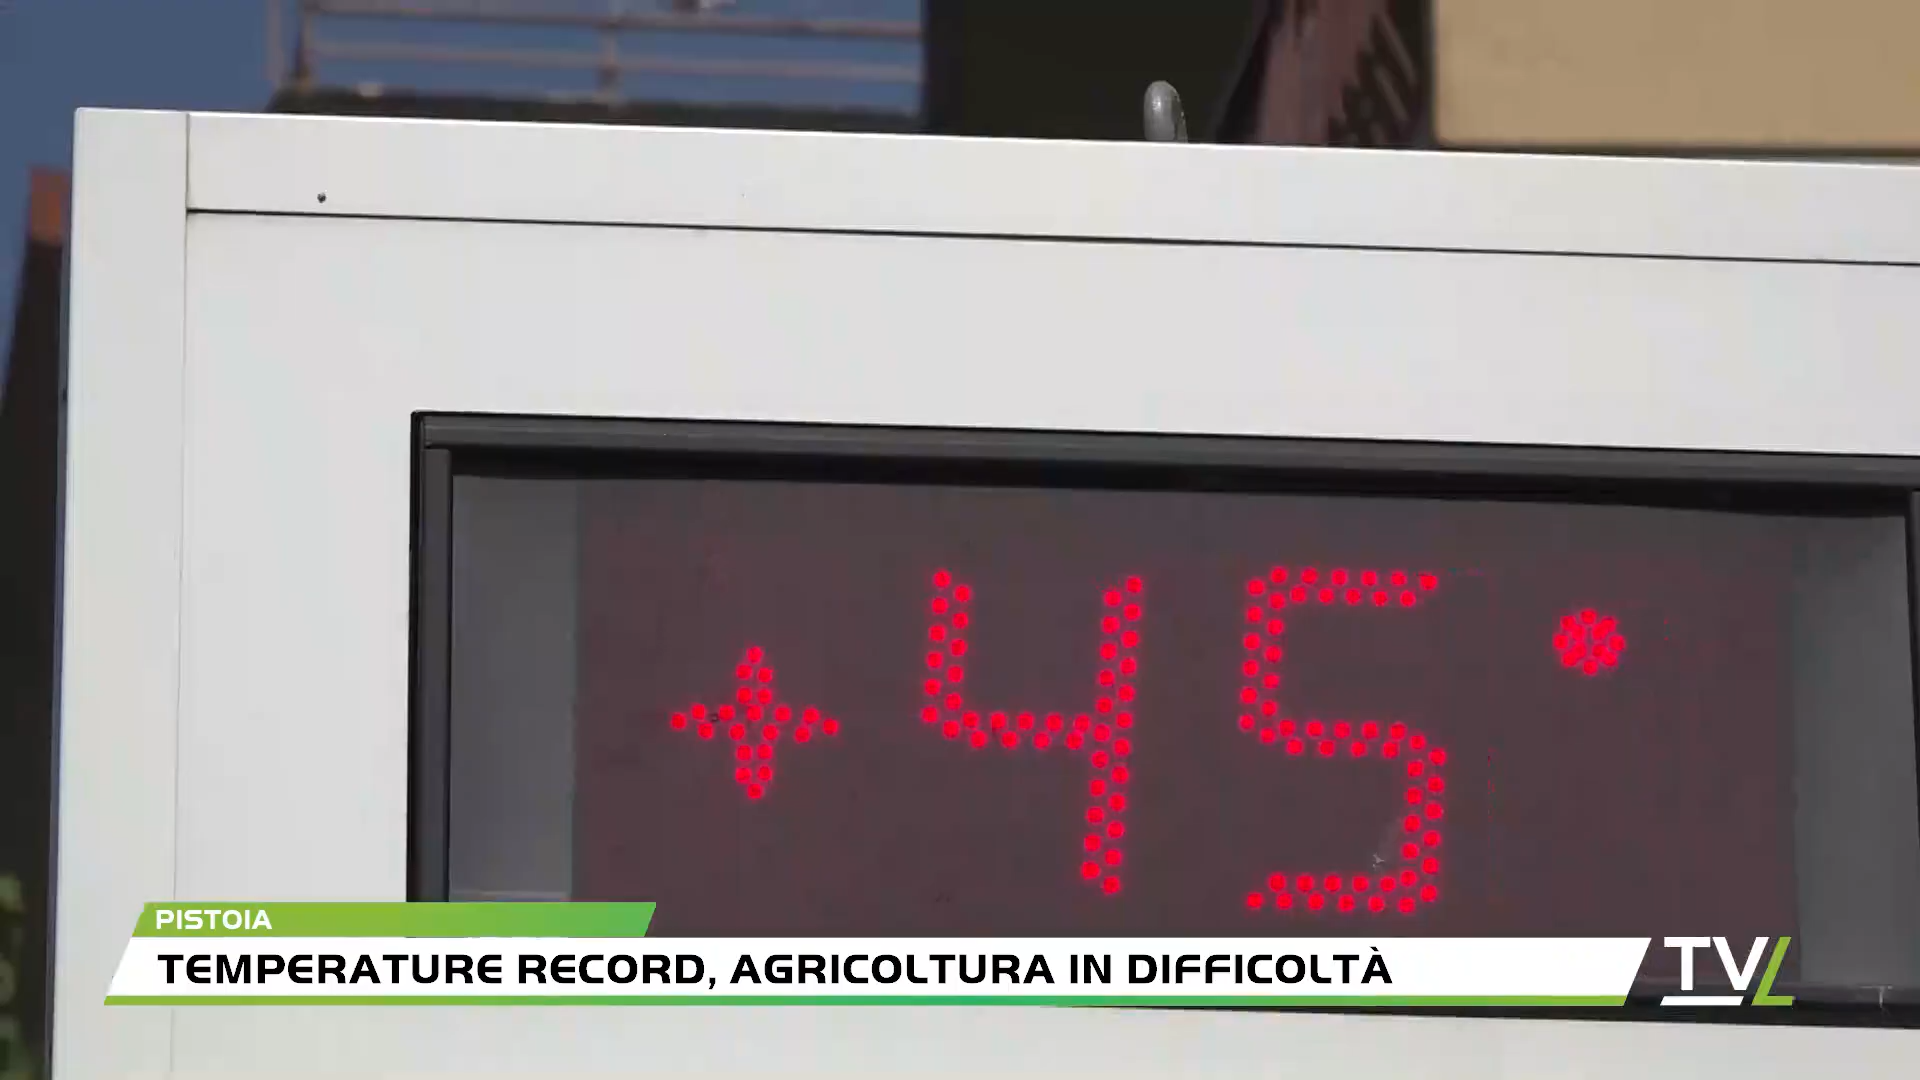 +45°
PISTOIA
TEMPERATURE RECORD, AGRICOLTURA IN DIFFICOLTÀ
TVL